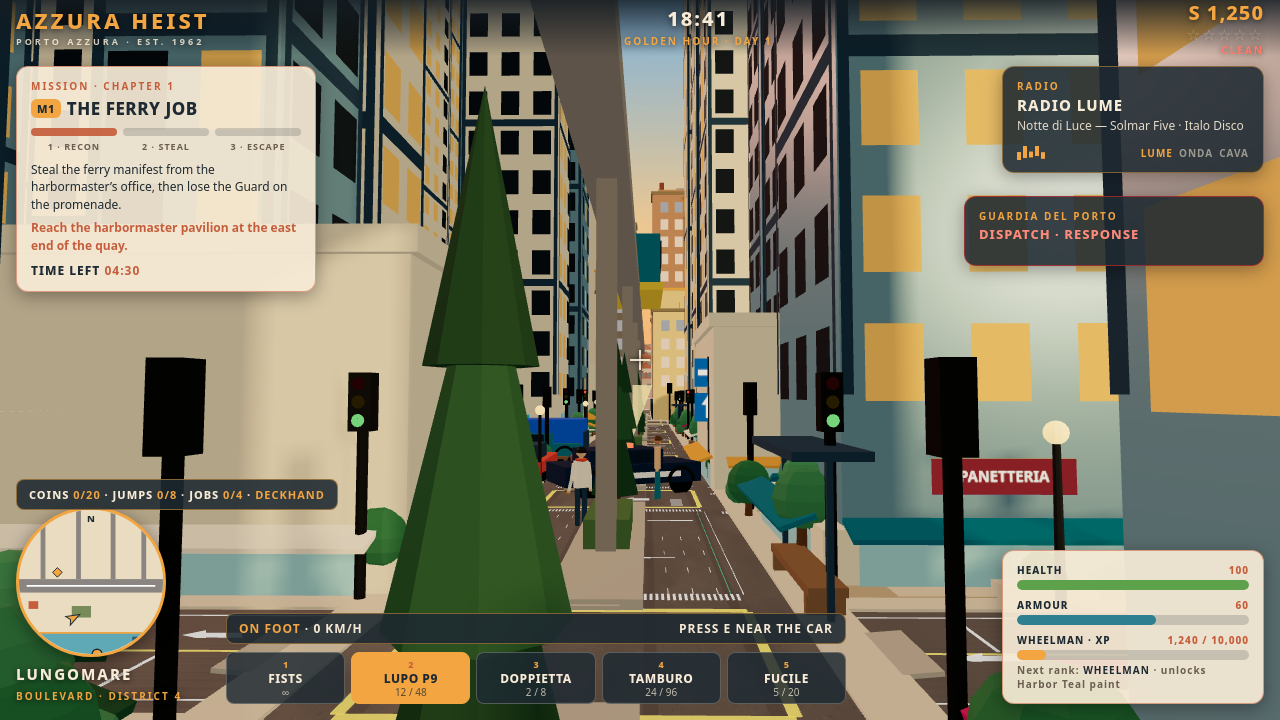 AZZURA HEIST
PORTO AZZURA · EST. 1962
18:41
GOLDEN HOUR · DAY 1
S 1,250
☆☆☆☆☆
CLEAN
MISSION · CHAPTER 1
M1 THE FERRY JOB
1 · RECON 2 · STEAL 3 · ESCAPE
Steal the ferry manifest from the
harbormaster's office, then lose the Guard on
the promenade.
Reach the harbormaster pavilion at the east
end of the quay.
TIME LEFT 04:30
RADIO
RADIO LUME
Notte di Luce — Solmar Five · Italo Disco
LUME ONDA CAVA
GUARDIA DEL PORTO
DISPATCH · RESPONSE
PANETTERIA
COINS 0/20 · JUMPS 0/8 · JOBS 0/4 · DECKHAND
N
LUNGOMARE
BOULEVARD · DISTRICT 4
ON FOOT · 0 KM/H PRESS E NEAR THE CAR
1
FISTS
∞
2
LUPO P9
12 / 48
3
DOPPIETTA
2 / 8
4
TAMBURO
24 / 96
5
FUCILE
5 / 20
HEALTH 100
ARMOUR 60
WHEELMAN · XP 1,240 / 10,000
Next rank: WHEELMAN · unlocks
Harbor Teal paint